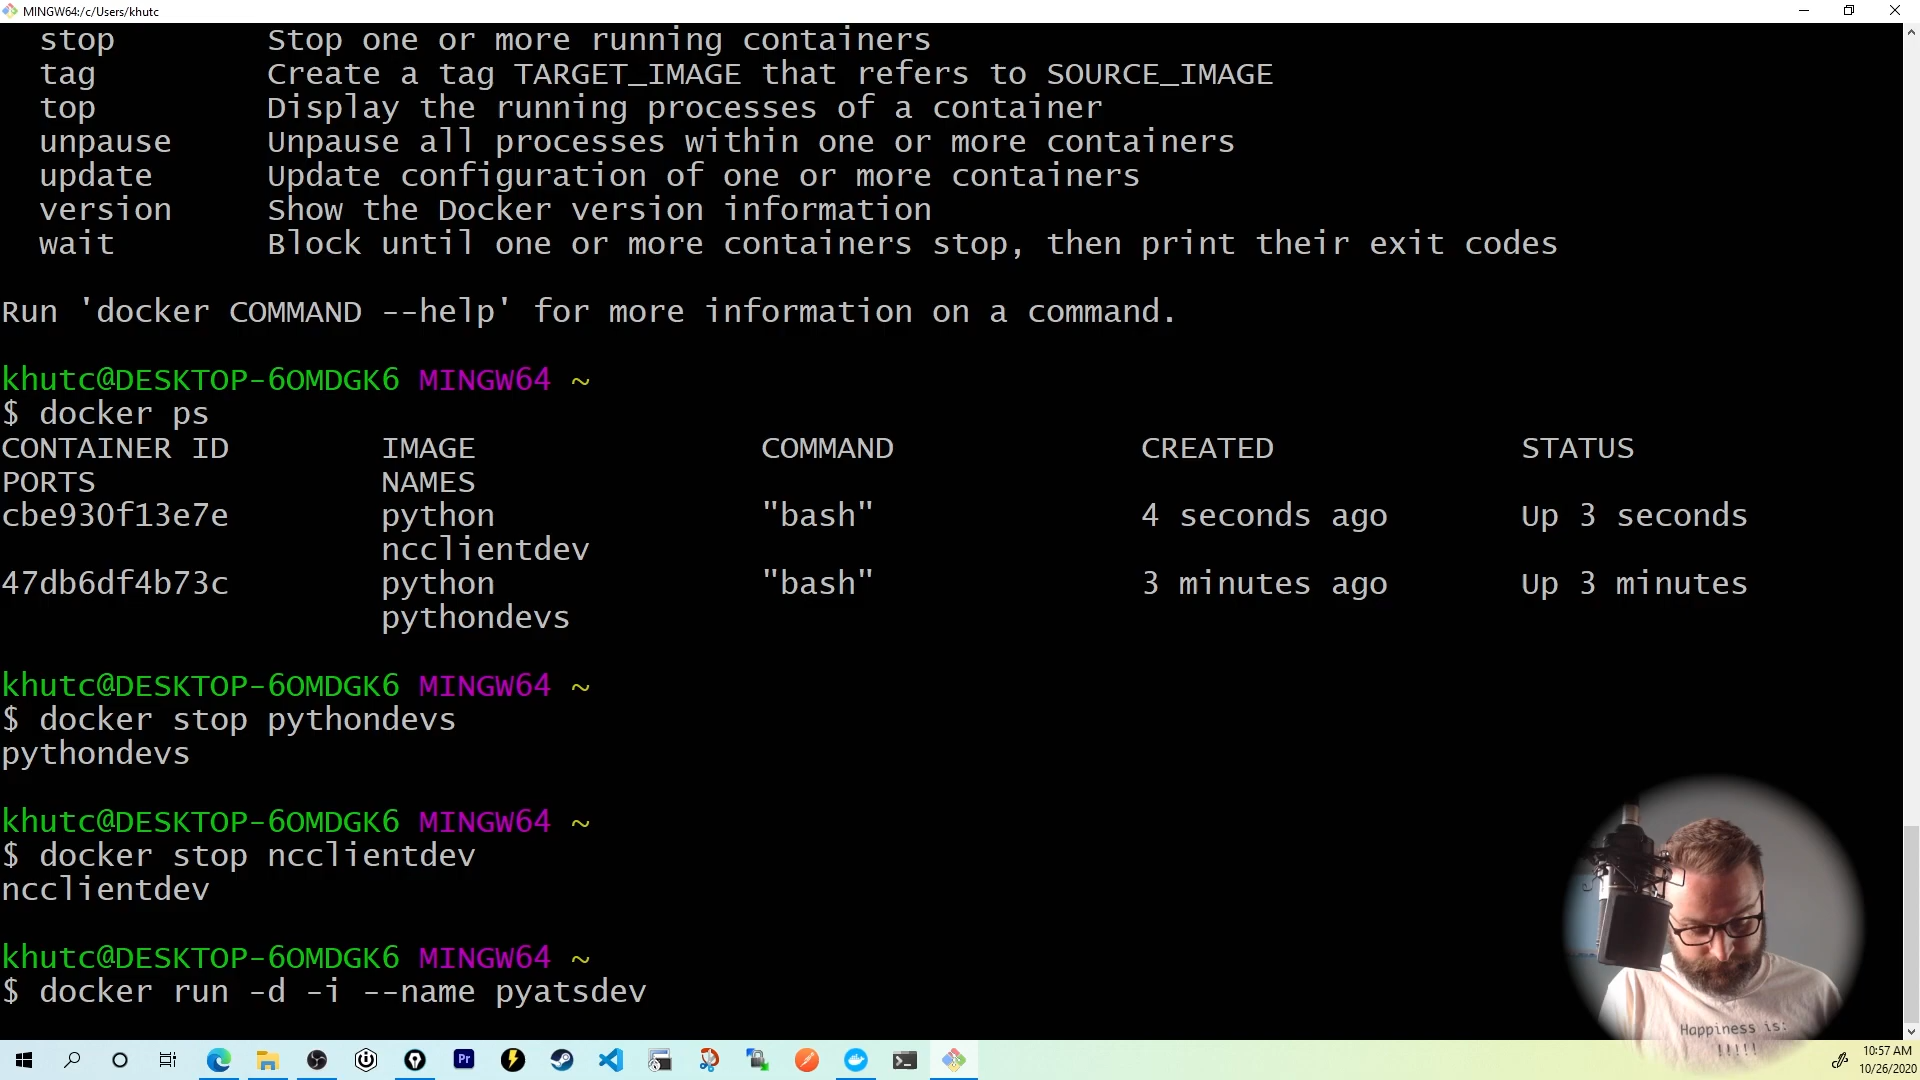 MINGW64:/c/Users/khutc
stop Stop one or more running containers
tag Create a tag TARGET_IMAGE that refers to SOURCE_IMAGE
top Display the running processes of a container
unpause Unpause all processes within one or more containers
update Update configuration of one or more containers
version Show the Docker version information
wait Block until one or more containers stop, then print their exit codes
Run 'docker COMMAND --help' for more information on a command.
khutc@DESKTOP-6OMDGK6 MINGW64 ~
$ docker ps
CONTAINER ID IMAGE COMMAND CREATED STATUS
PORTS NAMES
cbe930f13e7e python "bash" 4 seconds ago Up 3 seconds
ncclientdev
47db6df4b73c python "bash" 3 minutes ago Up 3 minutes
pythondevs
khutc@DESKTOP-6OMDGK6 MINGW64 ~
$ docker stop pythondevs
pythondevs
khutc@DESKTOP-6OMDGK6 MINGW64 ~
$ docker stop ncclientdev
ncclientdev
khutc@DESKTOP-6OMDGK6 MINGW64 ~
$ docker run -d -i --name pyatsdev
Happiness is:
!!!!!
Pr
10:57 AM
10/26/2020